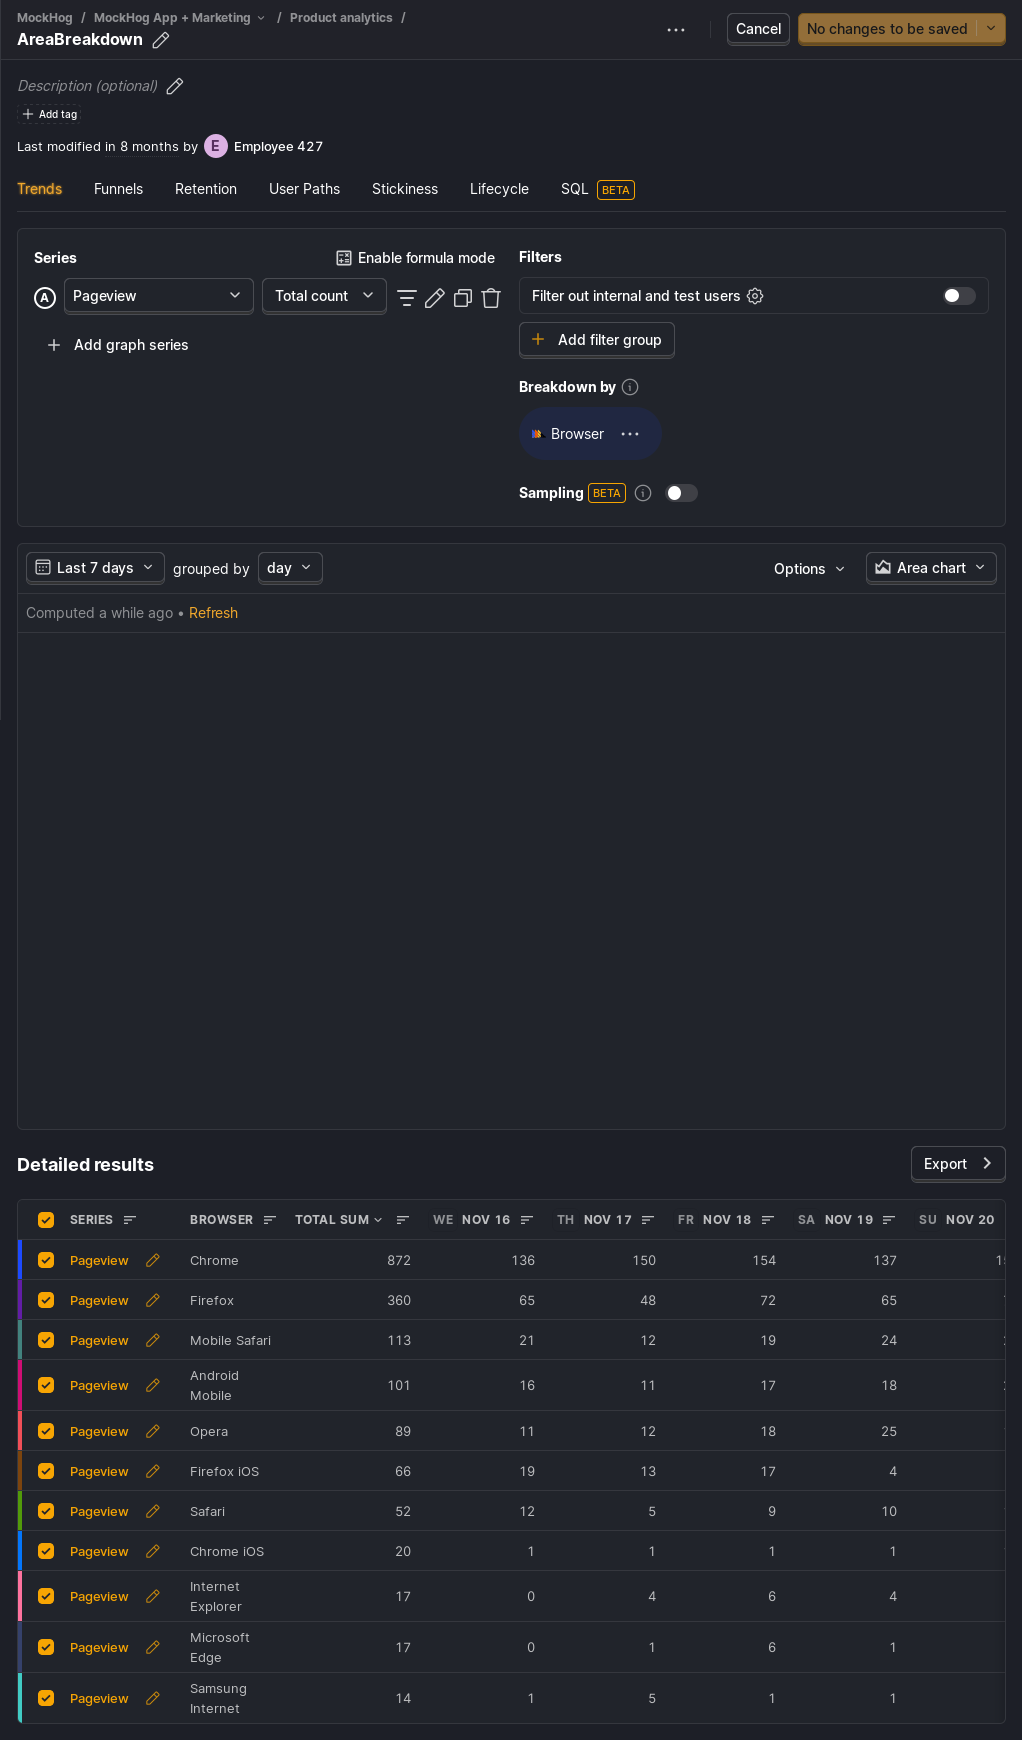 MockHog / MockHog App + Marketing / Product analytics /
AreaBreakdown
Cancel
No changes to be saved
Description (optional)
Add tag
Last modified in 8 months by E Employee 427
Trends Funnels Retention User Paths Stickiness Lifecycle SQL BETA
Series
Enable formula mode
A Pageview Total count
Add graph series
Filters
Filter out internal and test users
Add filter group
Breakdown by
Browser
Sampling BETA
Last 7 days grouped by day
Options Area chart
Computed a while ago • Refresh
Detailed results
Export
SERIES BROWSER TOTAL SUM WE NOV 16 TH NOV 17 FR NOV 18 SA NOV 19 SU NOV 20
Pageview Chrome 872 136 150 154 137
Pageview Firefox 360 65 48 72 65
Pageview Mobile Safari 113 21 12 19 24
Pageview Android Mobile 101 16 11 17 18
Pageview Opera 89 11 12 18 25
Pageview Firefox iOS 66 19 13 17 4
Pageview Safari 52 12 5 9 10
Pageview Chrome iOS 20 1 1 1 1
Pageview Internet Explorer 17 0 4 6 4
Pageview Microsoft Edge 17 0 1 6 1
Pageview Samsung Internet 14 1 5 1 1